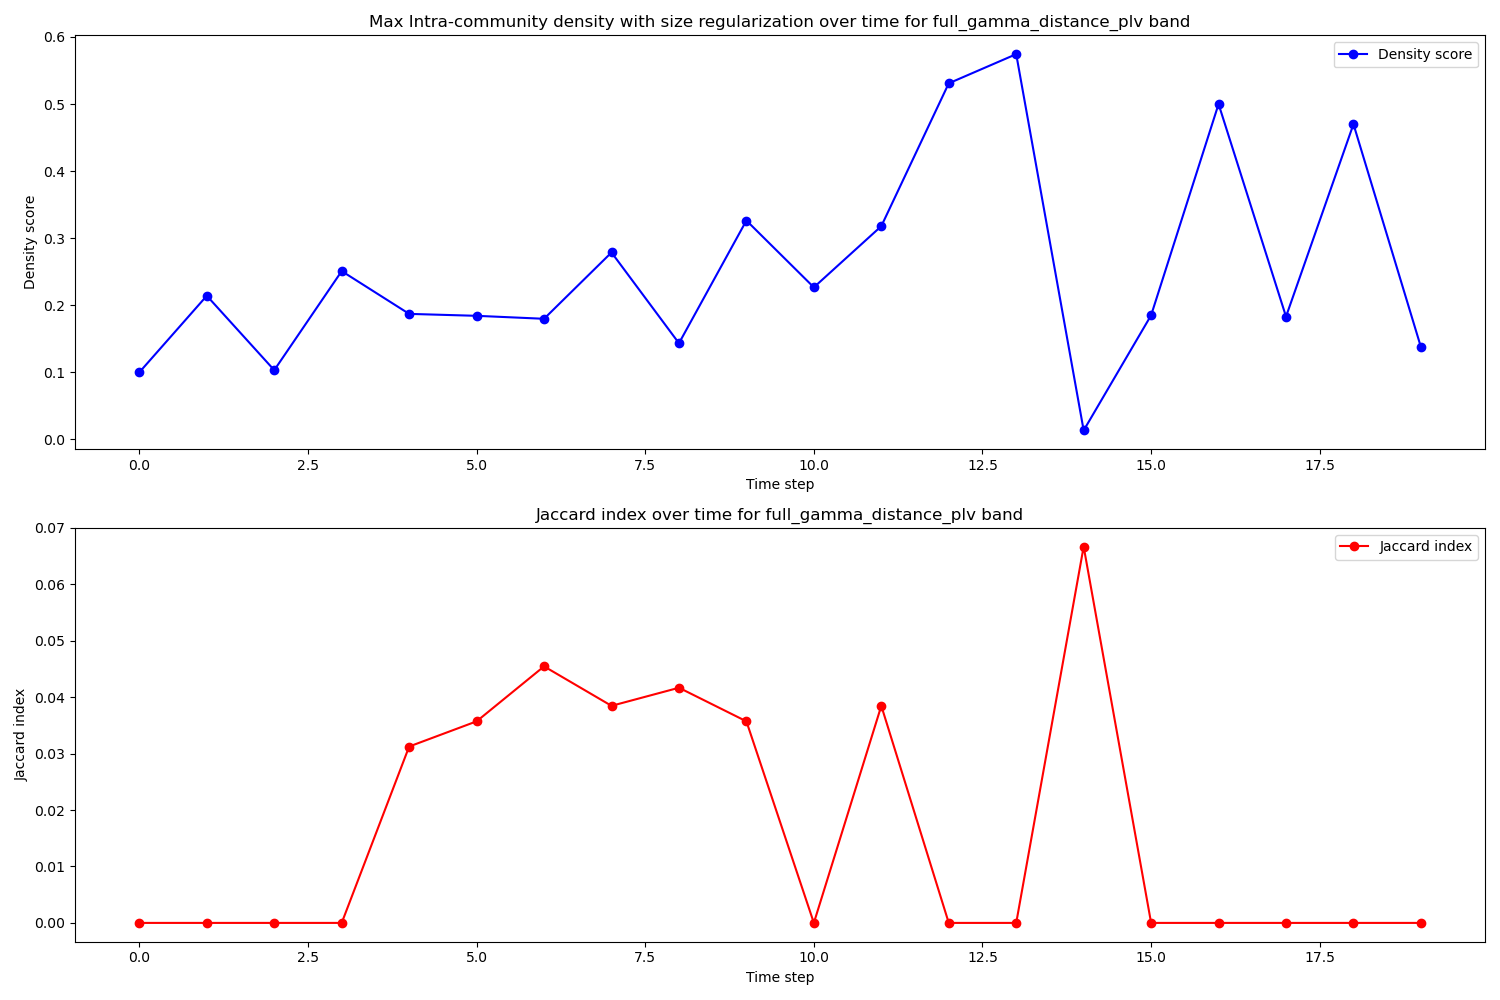 Max Intra-community density with size regularization over time for full_gamma_distance_plv band
Density score
0.6
0.5
0.4
0.3
0.2
0.1
0.0
Density score
0.0 2.5 5.0 7.5 10.0 12.5 15.0 17.5
Time step
Jaccard index over time for full_gamma_distance_plv band
Jaccard index
0.07
0.06
0.05
0.04
0.03
0.02
0.01
0.00
Jaccard index
0.0 2.5 5.0 7.5 10.0 12.5 15.0 17.5
Time step